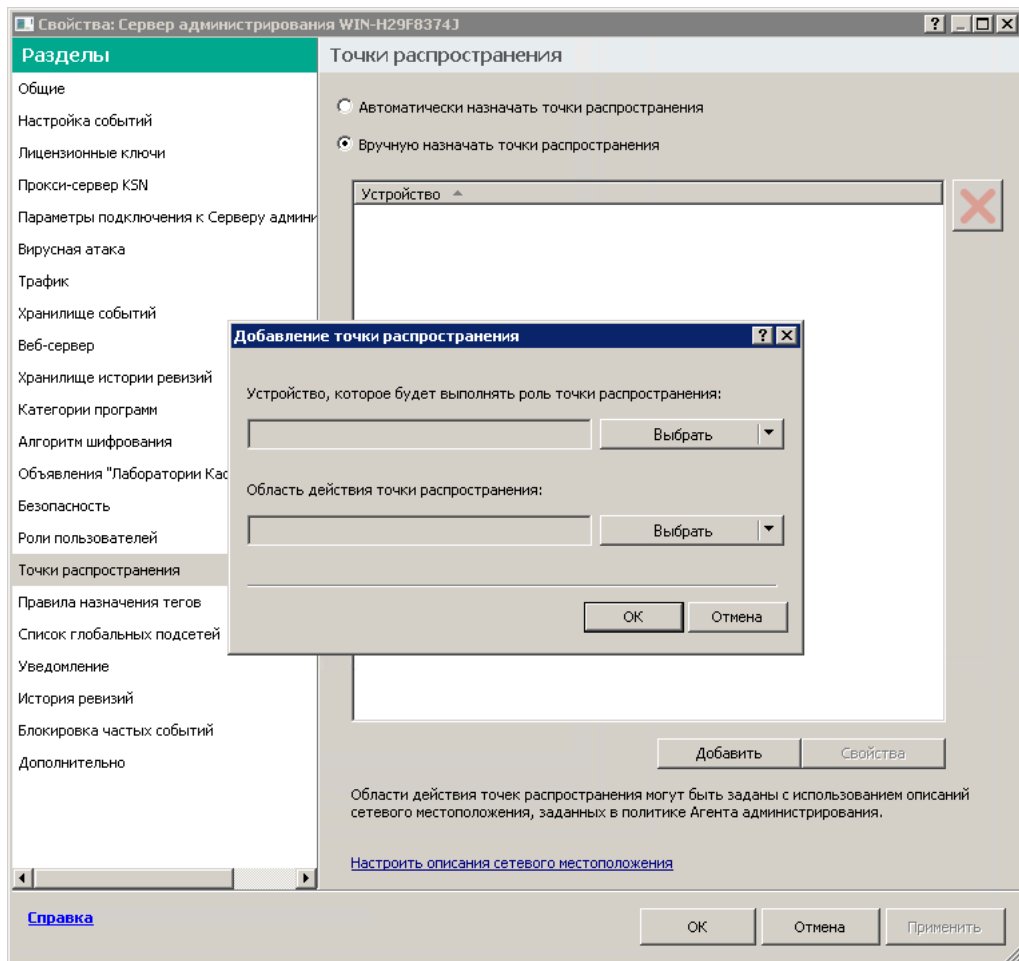 Свойства: Сервер администрирования WIN-H29F8374J
Разделы
Общие
Настройка событий
Лицензионные ключи
Прокси-сервер KSN
Параметры подключения к Серверу админи
Вирусная атака
Трафик
Хранилище событий
Веб-сервер
Хранилище истории ревизий
Категории программ
Алгоритм шифрования
Объявления "Лаборатории Кас
Безопасность
Роли пользователей
Точки распространения
Правила назначения тегов
Список глобальных подсетей
Уведомление
История ревизий
Блокировка частых событий
Дополнительно
Точки распространения
Автоматически назначать точки распространения
Вручную назначать точки распространения
Устройство
Добавление точки распространения
Устройство, которое будет выполнять роль точки распространения:
Выбрать
Область действия точки распространения:
Выбрать
ОК Отмена
Добавить Свойства
Области действия точек распространения могут быть заданы с использованием описаний
сетевого местоположения, заданных в политике Агента администрирования.
Настроить описания сетевого местоположения
Справка
ОК Отмена Применить